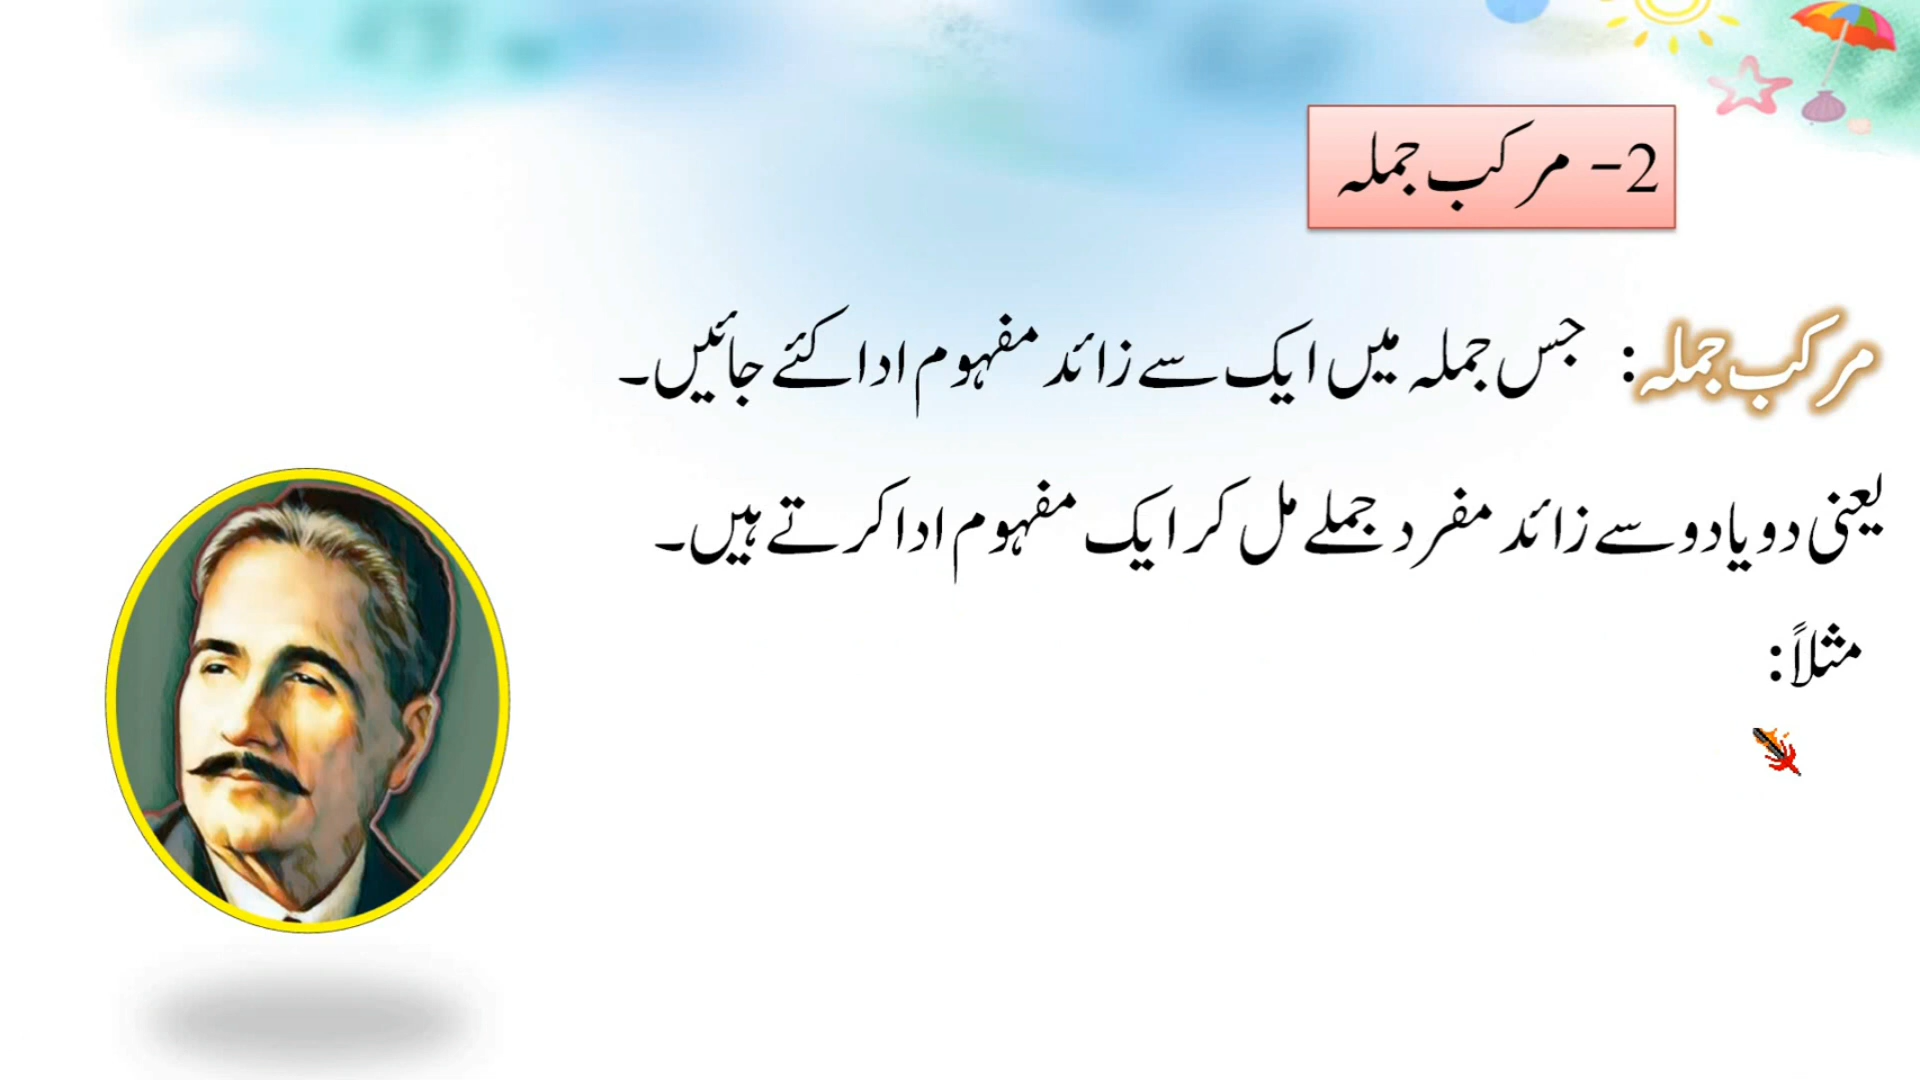 2- مرکب جملہ
مرکب جملہ: جس جملہ میں ایک سے زائد مفہوم ادا کئے جائیں۔
یعنی دو یا دو سے زائد مفرد جملے مل کر ایک مفہوم ادا کرتے ہیں۔
مثلاً: